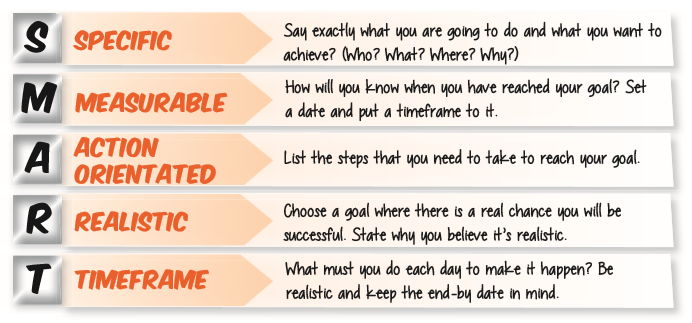 S SPECIFIC Say exactly what you are going to do and what you want to
achieve? (Who? What? Where? Why?)
M MEASURABLE How will you know when you have reached your goal? Set
a date and put a timeframe to it.
A ACTION
ORIENTATED List the steps that you need to take to reach your goal.
R REALISTIC Choose a goal where there is a real chance you will be
successful. State why you believe it's realistic.
T TIMEFRAME What must you do each day to make it happen? Be
realistic and keep the end-by date in mind.